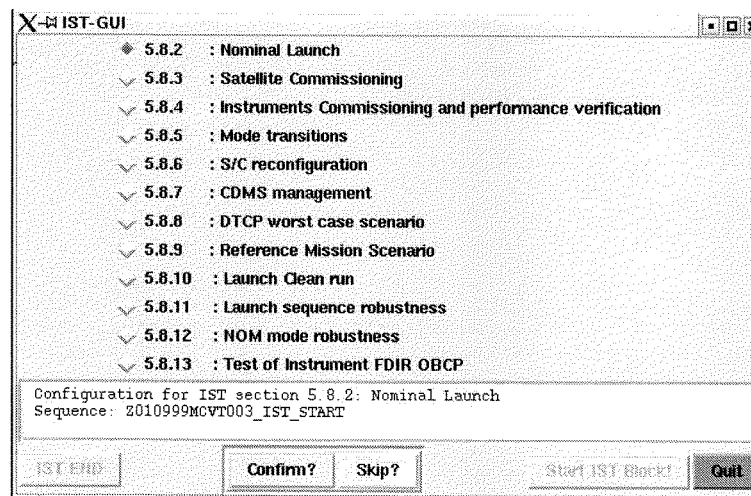 IST-GUI
5.8.2 : Nominal Launch
5.8.3 : Satellite Commissioning
5.8.4 : Instruments Commissioning and performance verification
5.8.5 : Mode transitions
5.8.6 : S/C reconfiguration
5.8.7 : CDMS management
5.8.8 : DTCP worst case scenario
5.8.9 : Reference Mission Scenario
5.8.10 : Launch Clean run
5.8.11 : Launch sequence robustness
5.8.12 : NOM mode robustness
5.8.13 : Test of Instrument FDIR OBCP
Configuration for IST section 5.8.2: Nominal Launch
Sequence: Z010999MCVT003_IST_START
IST END Confirm? Skip? Start IST Block! Quit